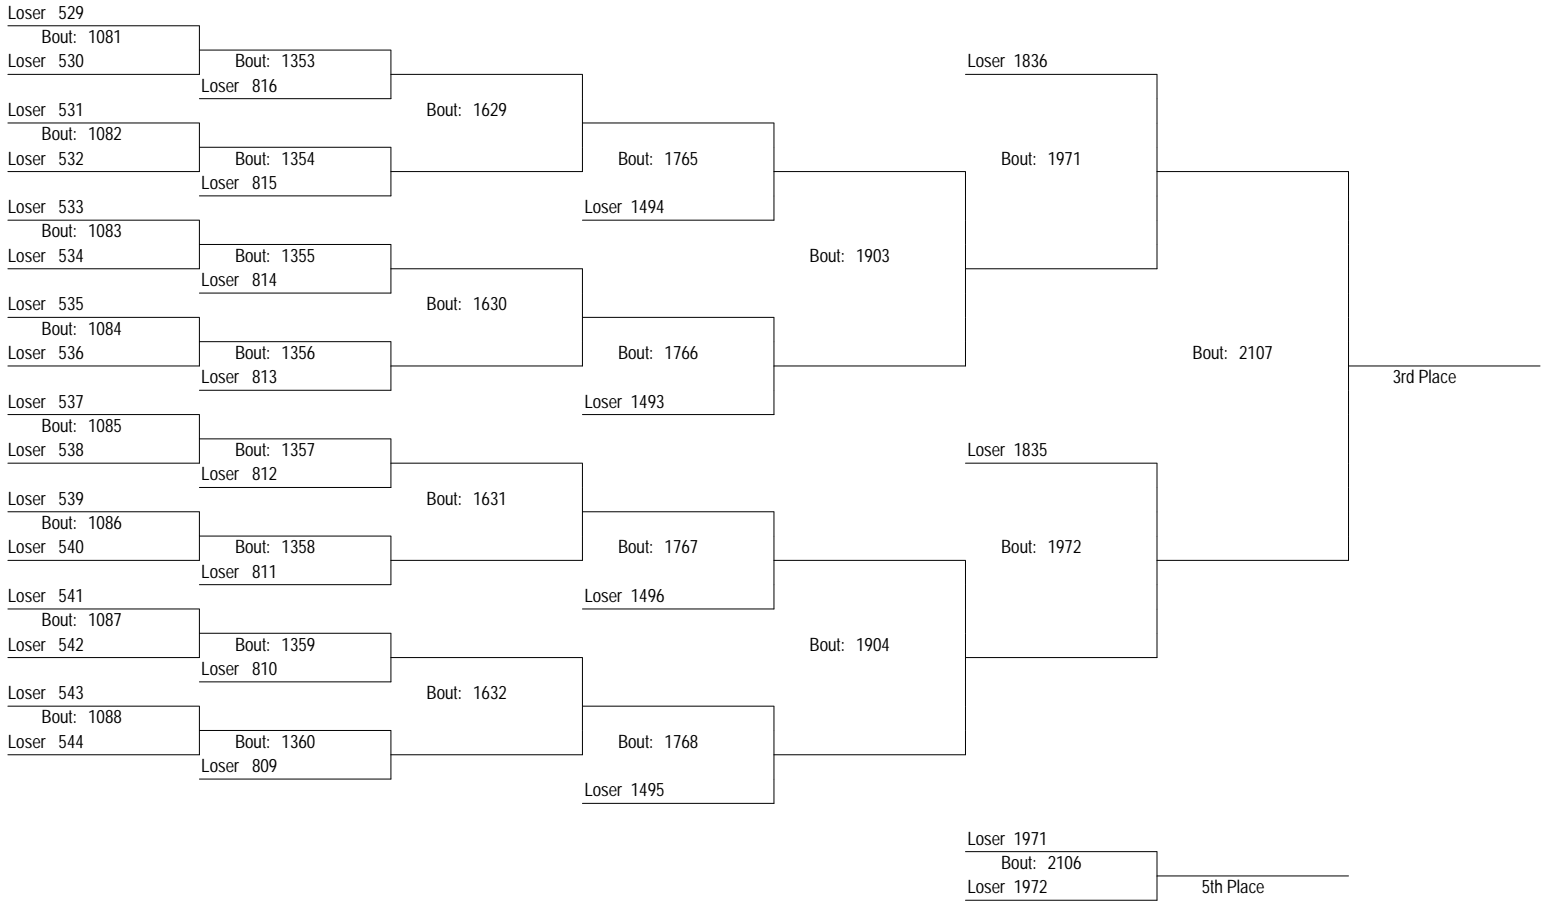 Loser 529
Bout: 1081
Loser 530
Bout: 1353
Loser 1836
Loser 816
Loser 531
Bout: 1629
Bout: 1082
Loser 532
Bout: 1354
Bout: 1765
Bout: 1971
Loser 815
Loser 533
Loser 1494
Bout: 1083
Loser 534
Bout: 1355
Bout: 1903
Loser 814
Loser 535
Bout: 1630
Bout: 1084
Loser 536
Bout: 1356
Bout: 1766
Bout: 2107
Loser 813
3rd Place
Loser 537
Loser 1493
Bout: 1085
Loser 538
Bout: 1357
Loser 1835
Loser 812
Loser 539
Bout: 1631
Bout: 1086
Loser 540
Bout: 1358
Bout: 1767
Bout: 1972
Loser 811
Loser 541
Loser 1496
Bout: 1087
Loser 542
Bout: 1359
Bout: 1904
Loser 810
Loser 543
Bout: 1632
Bout: 1088
Loser 544
Bout: 1360
Bout: 1768
Loser 809
Loser 1495
Loser 1971
Bout: 2106
Loser 1972
5th Place